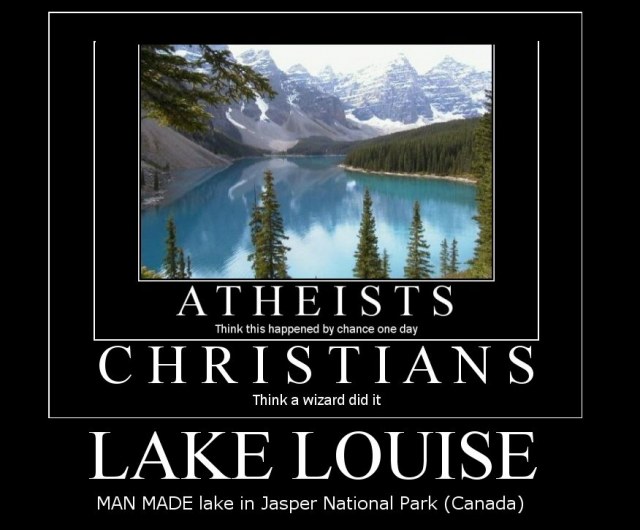 ATHEISTS
Think this happened by chance one day
CHRISTIANS
Think a wizard did it
LAKE LOUISE
MAN MADE lake in Jasper National Park (Canada)